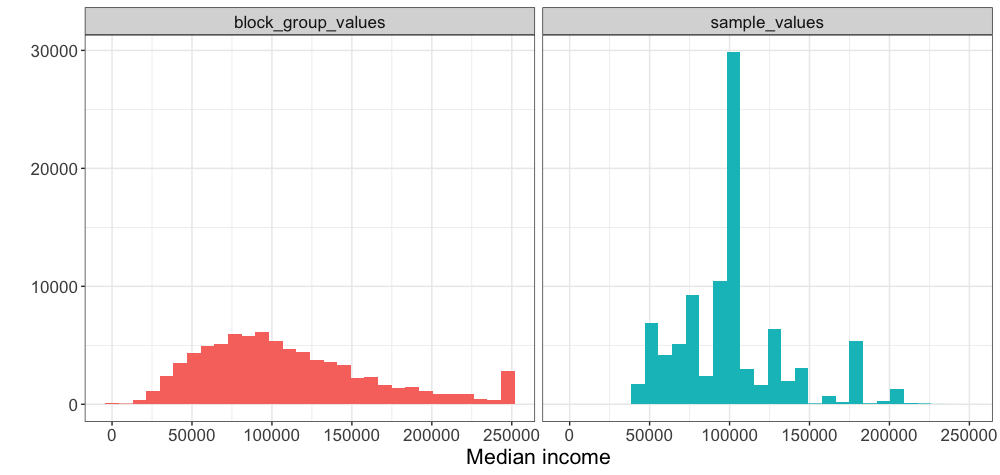 block_group_values sample_values
30000
20000
10000
0
0 50000 100000 150000 200000 250000 0 50000 100000 150000 200000 250000
Median income